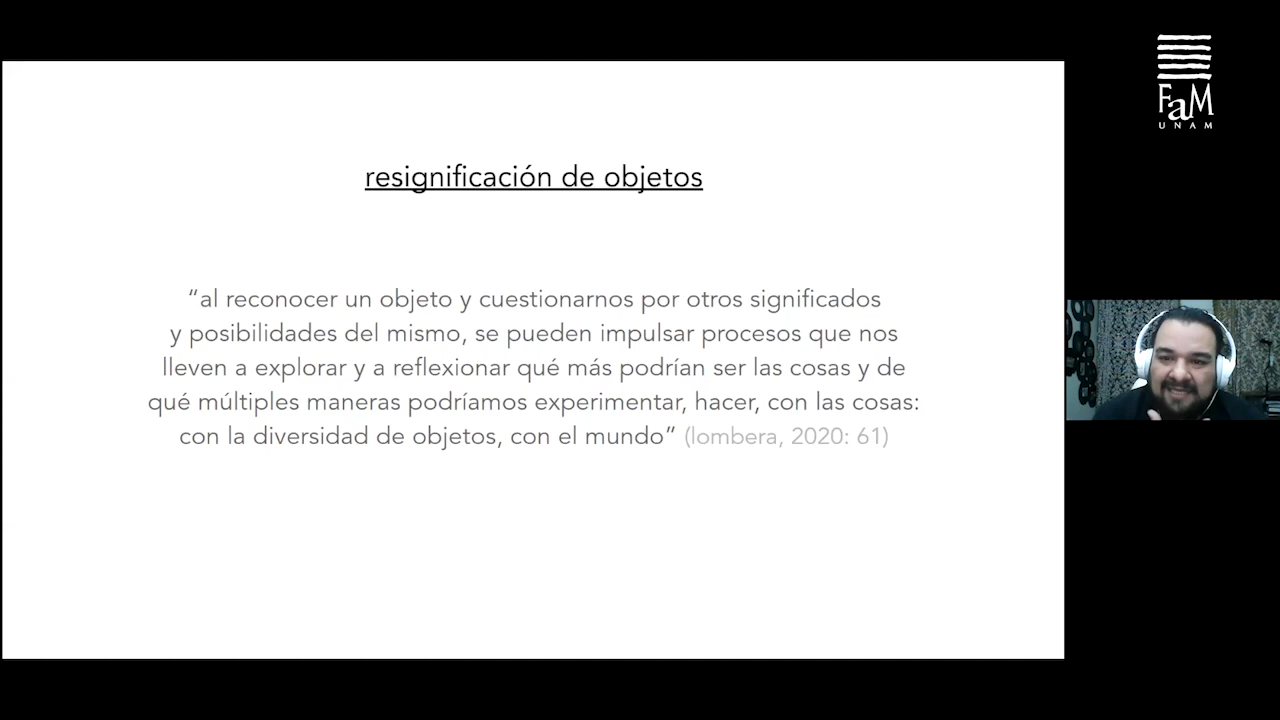 resignificación de objetos
“al reconocer un objeto y cuestionarnos por otros significados
y posibilidades del mismo, se pueden impulsar procesos que nos
lleven a explorar y a reflexionar qué más podrían ser las cosas y de
qué múltiples maneras podríamos experimentar, hacer, con las cosas:
con la diversidad de objetos, con el mundo” (lombera, 2020: 61)
FaM
UNAM